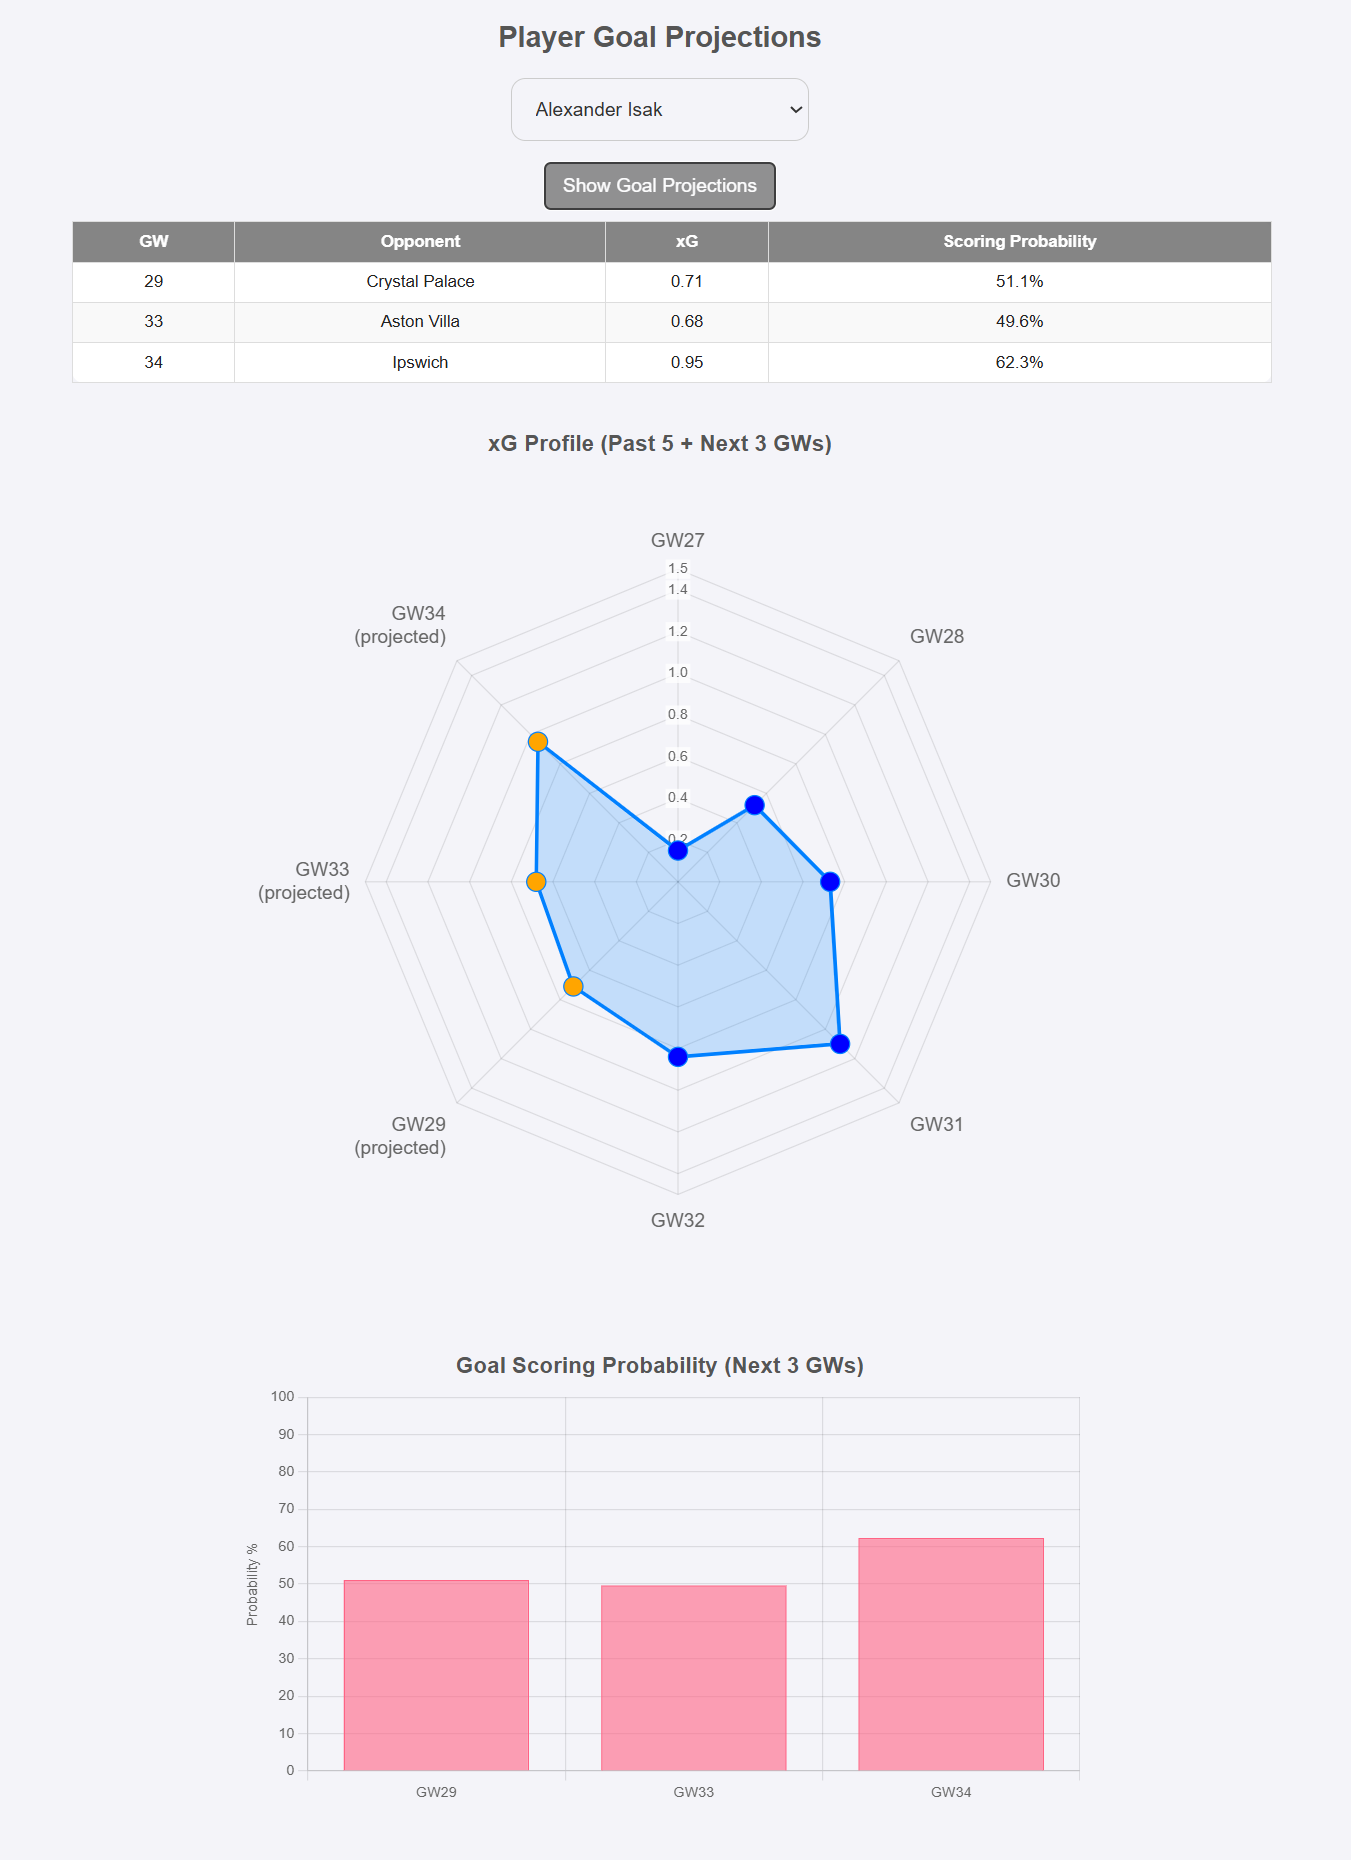 Player Goal Projections
Alexander Isak
Show Goal Projections
GW Opponent xG Scoring Probability
29 Crystal Palace 0.71 51.1%
33 Aston Villa 0.68 49.6%
34 Ipswich 0.95 62.3%
xG Profile (Past 5 + Next 3 GWs)
GW27
1.5
1.4
1.2
1.0
0.8
0.6
0.4
0.2
GW28
GW30
GW31
GW32
GW29
(projected)
GW33
(projected)
GW34
(projected)
Goal Scoring Probability (Next 3 GWs)
Probability %
100
90
80
70
60
50
40
30
20
10
0
GW29 GW33 GW34